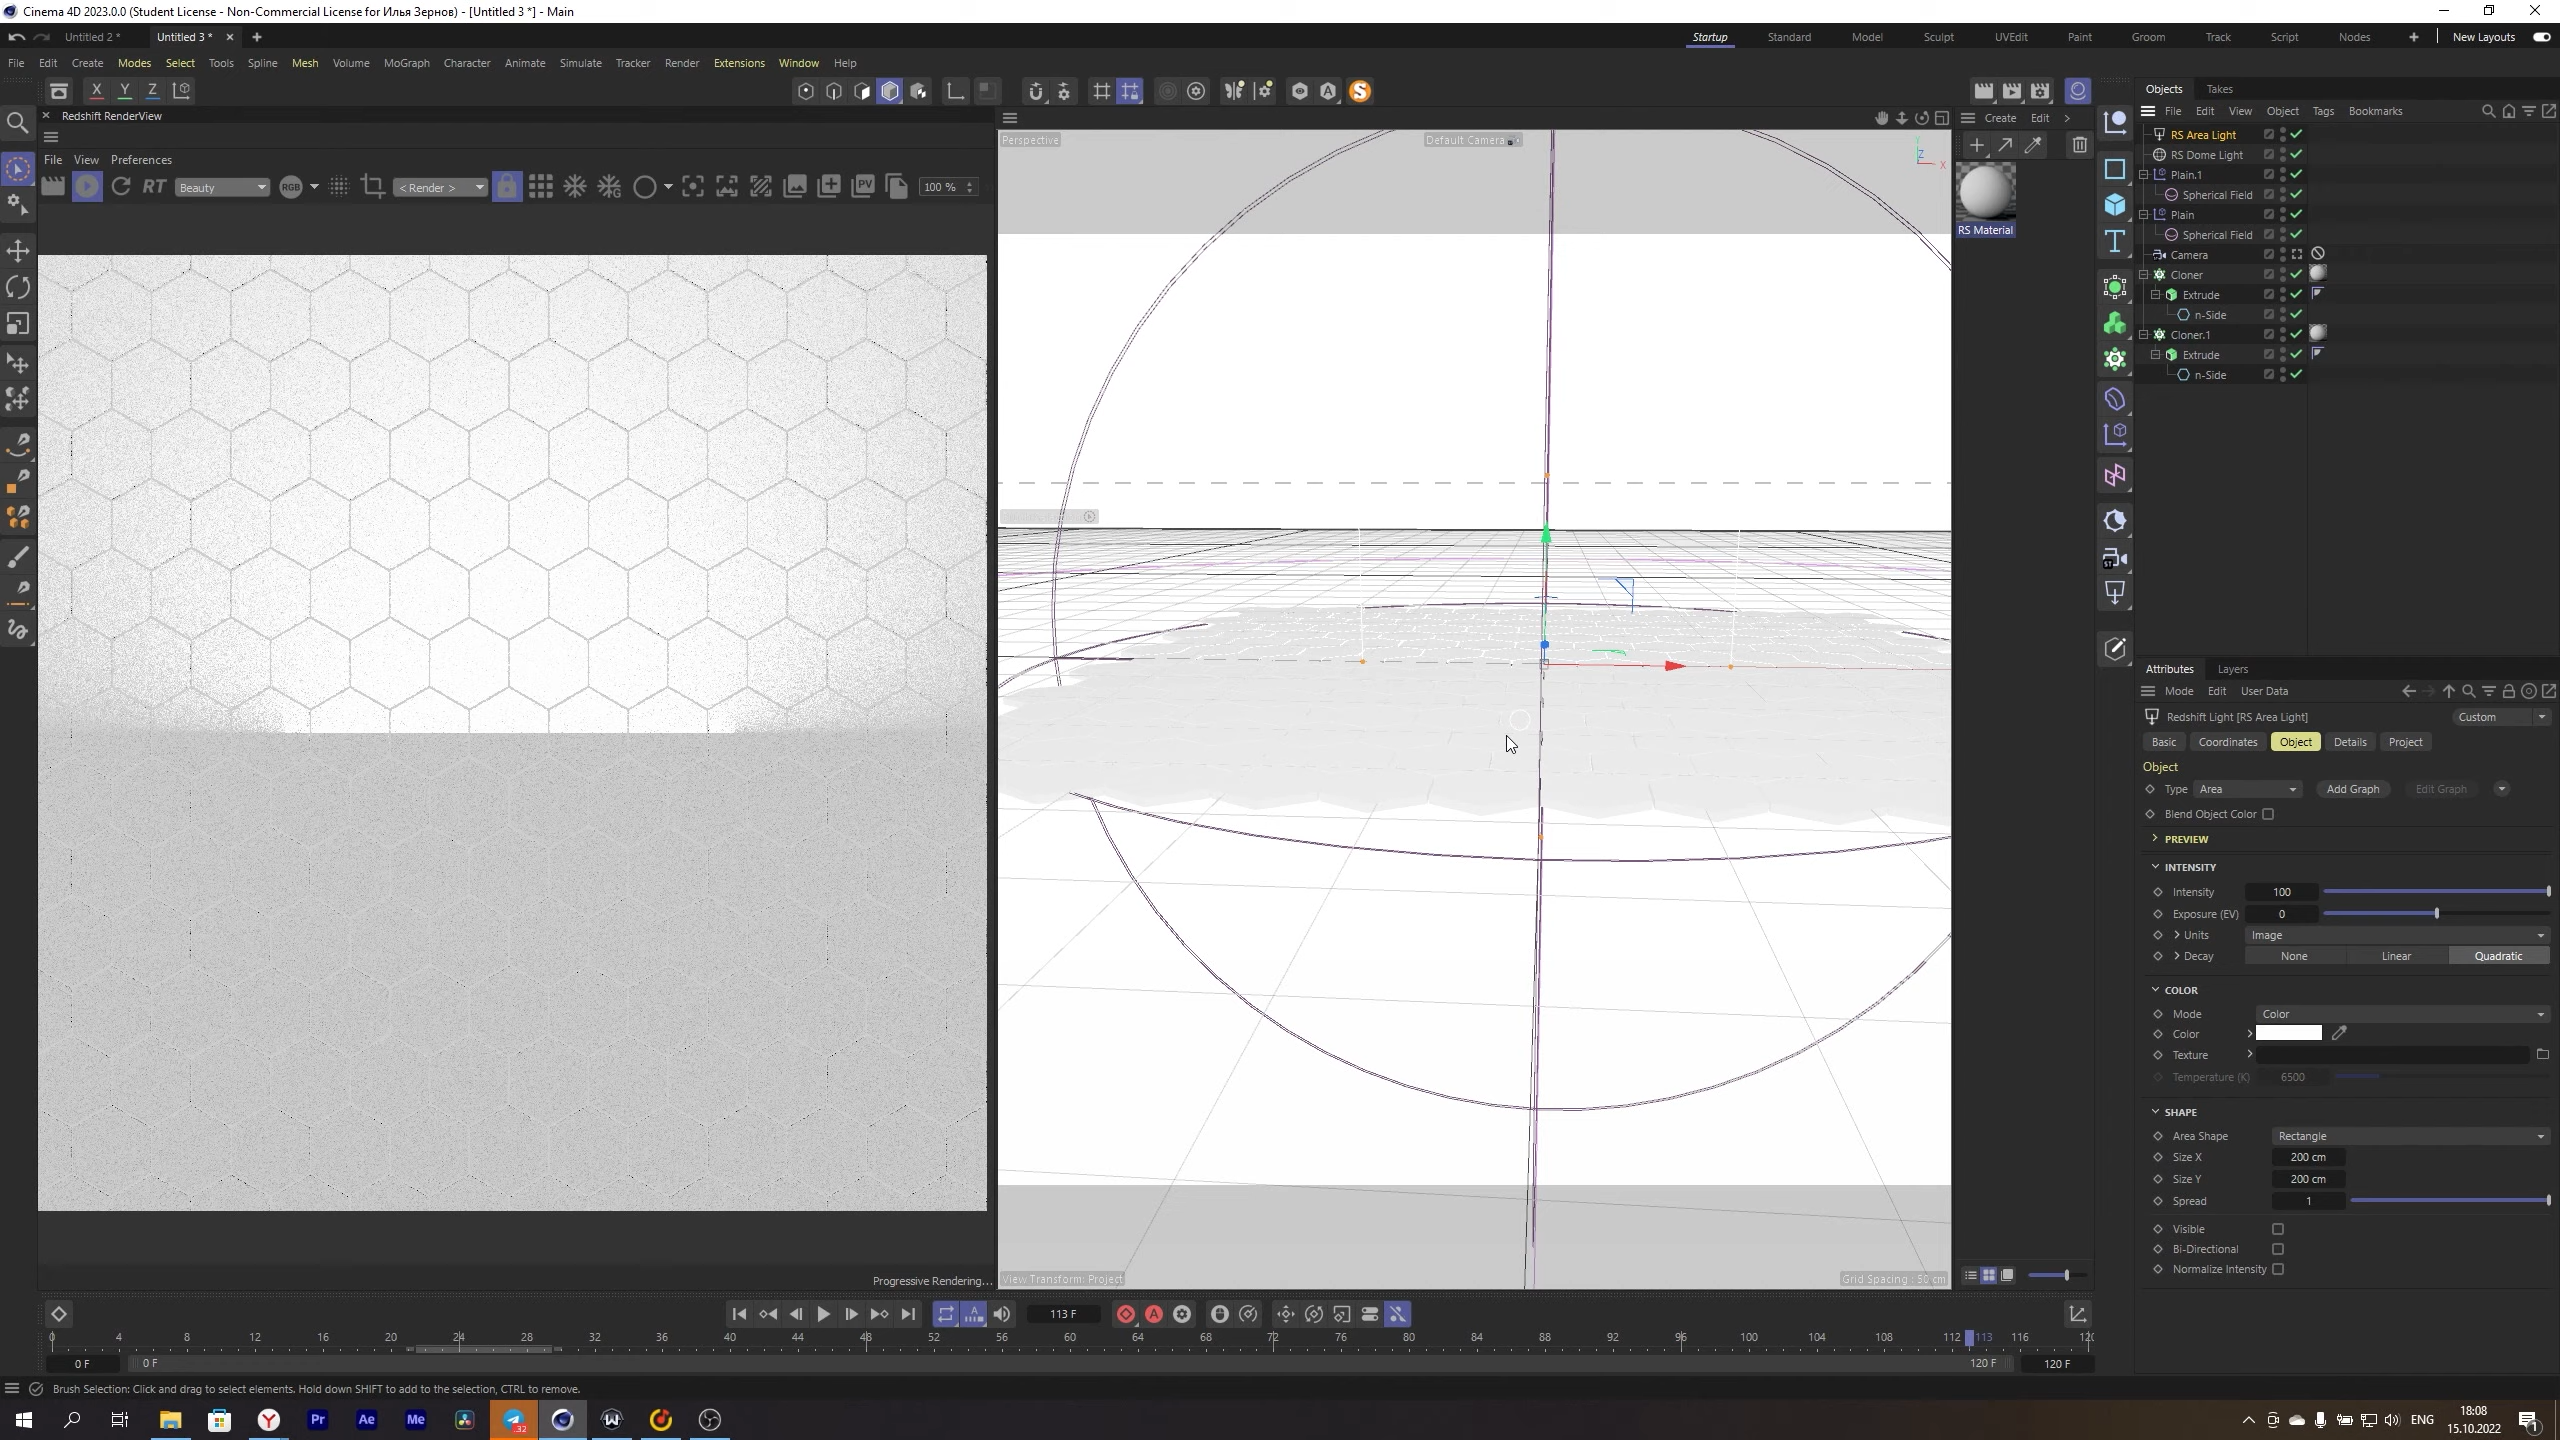 Cinema 4D 2023.0.0 (Student License - Non-Commercial License for Илья Зернов) - [Untitled 3 *] - Main
Untitled 2 *
Untitled 3 *
Startup
Standard
Model
Sculpt
UVEdit
Paint
Groom
Track
Script
Nodes
New Layouts
File Edit Create Modes Select Tools Spline Mesh Volume MoGraph Character Animate Simulate Tracker Render Extensions Window Help
X Y Z
Redshift RenderView
File View Preferences
RT
Beauty
RGB
< Render >
PV
100 %
Progressive Rendering...
Perspective
Default Camera
Y
Z
X
View Transform: Project
Grid Spacing : 50 cm
Create Edit
RS Material
Objects Takes
File Edit View Object Tags Bookmarks
RS Area Light
RS Dome Light
Plain.1
Spherical Field
Plain
Spherical Field
Camera
Cloner
Extrude
n-Side
Cloner.1
Extrude
n-Side
Attributes Layers
Mode Edit User Data
Redshift Light [RS Area Light]
Custom
Basic Coordinates Object Details Project
Object
Type Area Add Graph Edit Graph
Blend Object Color
PREVIEW
INTENSITY
Intensity 100
Exposure (EV) 0
Units Image
Decay None Linear Quadratic
COLOR
Mode Color
Color
Texture
Temperature (K) 6500
SHAPE
Area Shape Rectangle
Size X 200 cm
Size Y 200 cm
Spread 1
Visible
Bi-Directional
Normalize Intensity
113 F
0 4 8 12 16 20 24 28 32 36 40 44 48 52 56 60 64 68 72 76 80 84 88 92 96 100 104 108 112 113 116 120
0 F
0 F
120 F
120 F
Brush Selection: Click and drag to select elements. Hold down SHIFT to add to the selection, CTRL to remove.
Pr Ae Me
32
ENG
18:08
15.10.2022
1